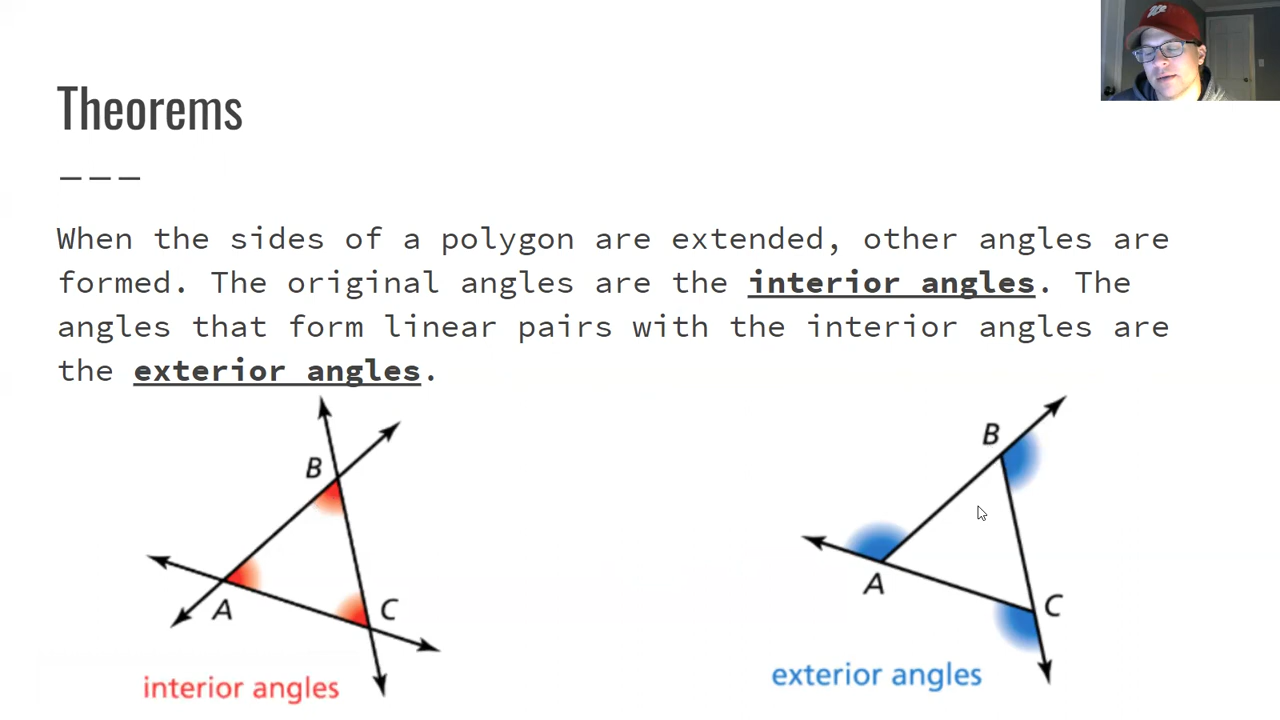 Theorems
When the sides of a polygon are extended, other angles are
formed. The original angles are the interior angles. The
angles that form linear pairs with the interior angles are
the exterior angles.
B
A
C
interior angles
B
A
C
exterior angles